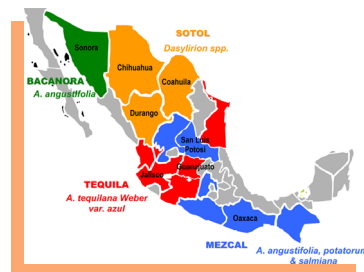 SOTOL
Dasylirion spp.
Sonora
Chihuahua
Coahuila
BACANORA
A. angustifolia
Durango
San Luis
Potosí
Guanajuato
Jalisco
TEQUILA
A. tequilana Weber
var. azul
Oaxaca
MEZCAL
A. angustifolia, potatorum
& salmiana